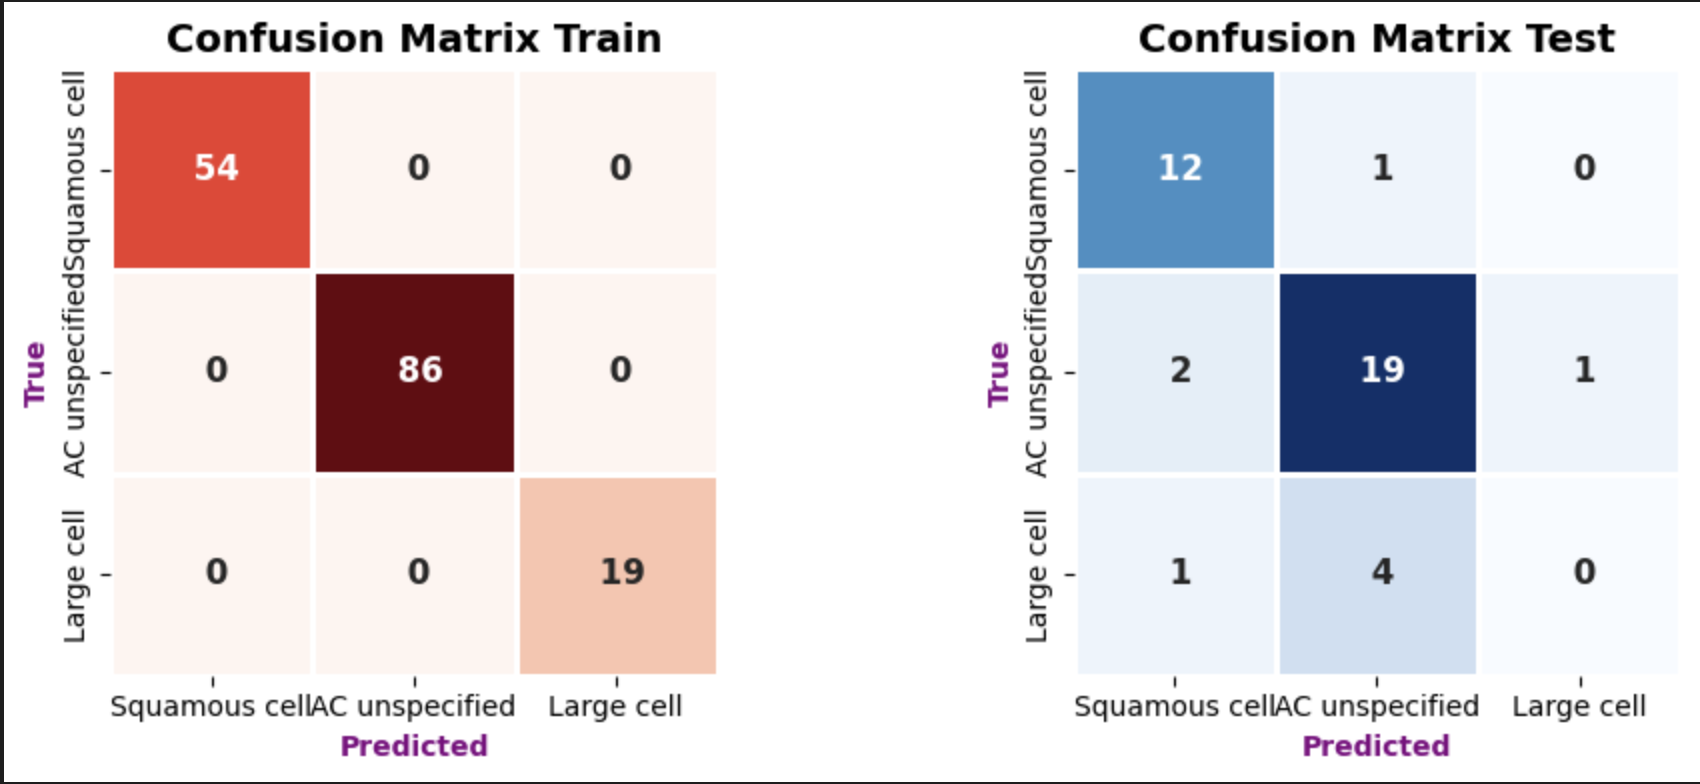 Confusion Matrix Train
True
Squamous cell
54 0 0
AC unspecified
0 86 0
Large cell
0 0 19
Squamous cell AC unspecified Large cell
Predicted
Confusion Matrix Test
True
Squamous cell
12 1 0
AC unspecified
2 19 1
Large cell
1 4 0
Squamous cell AC unspecified Large cell
Predicted